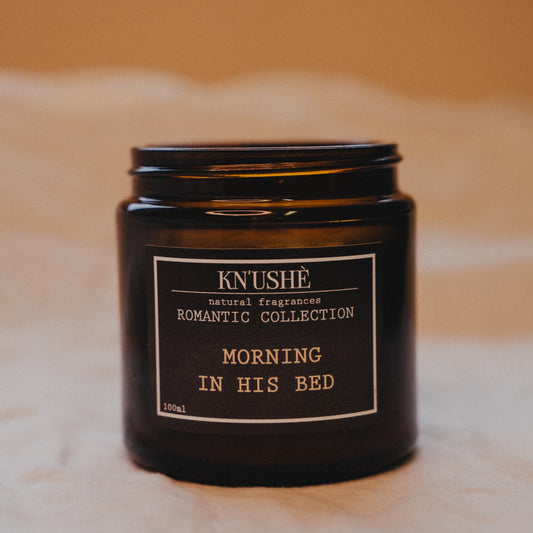 KN'USHÈ
natural fragrances
ROMANTIC COLLECTION
MORNING
IN HIS BED
100ml